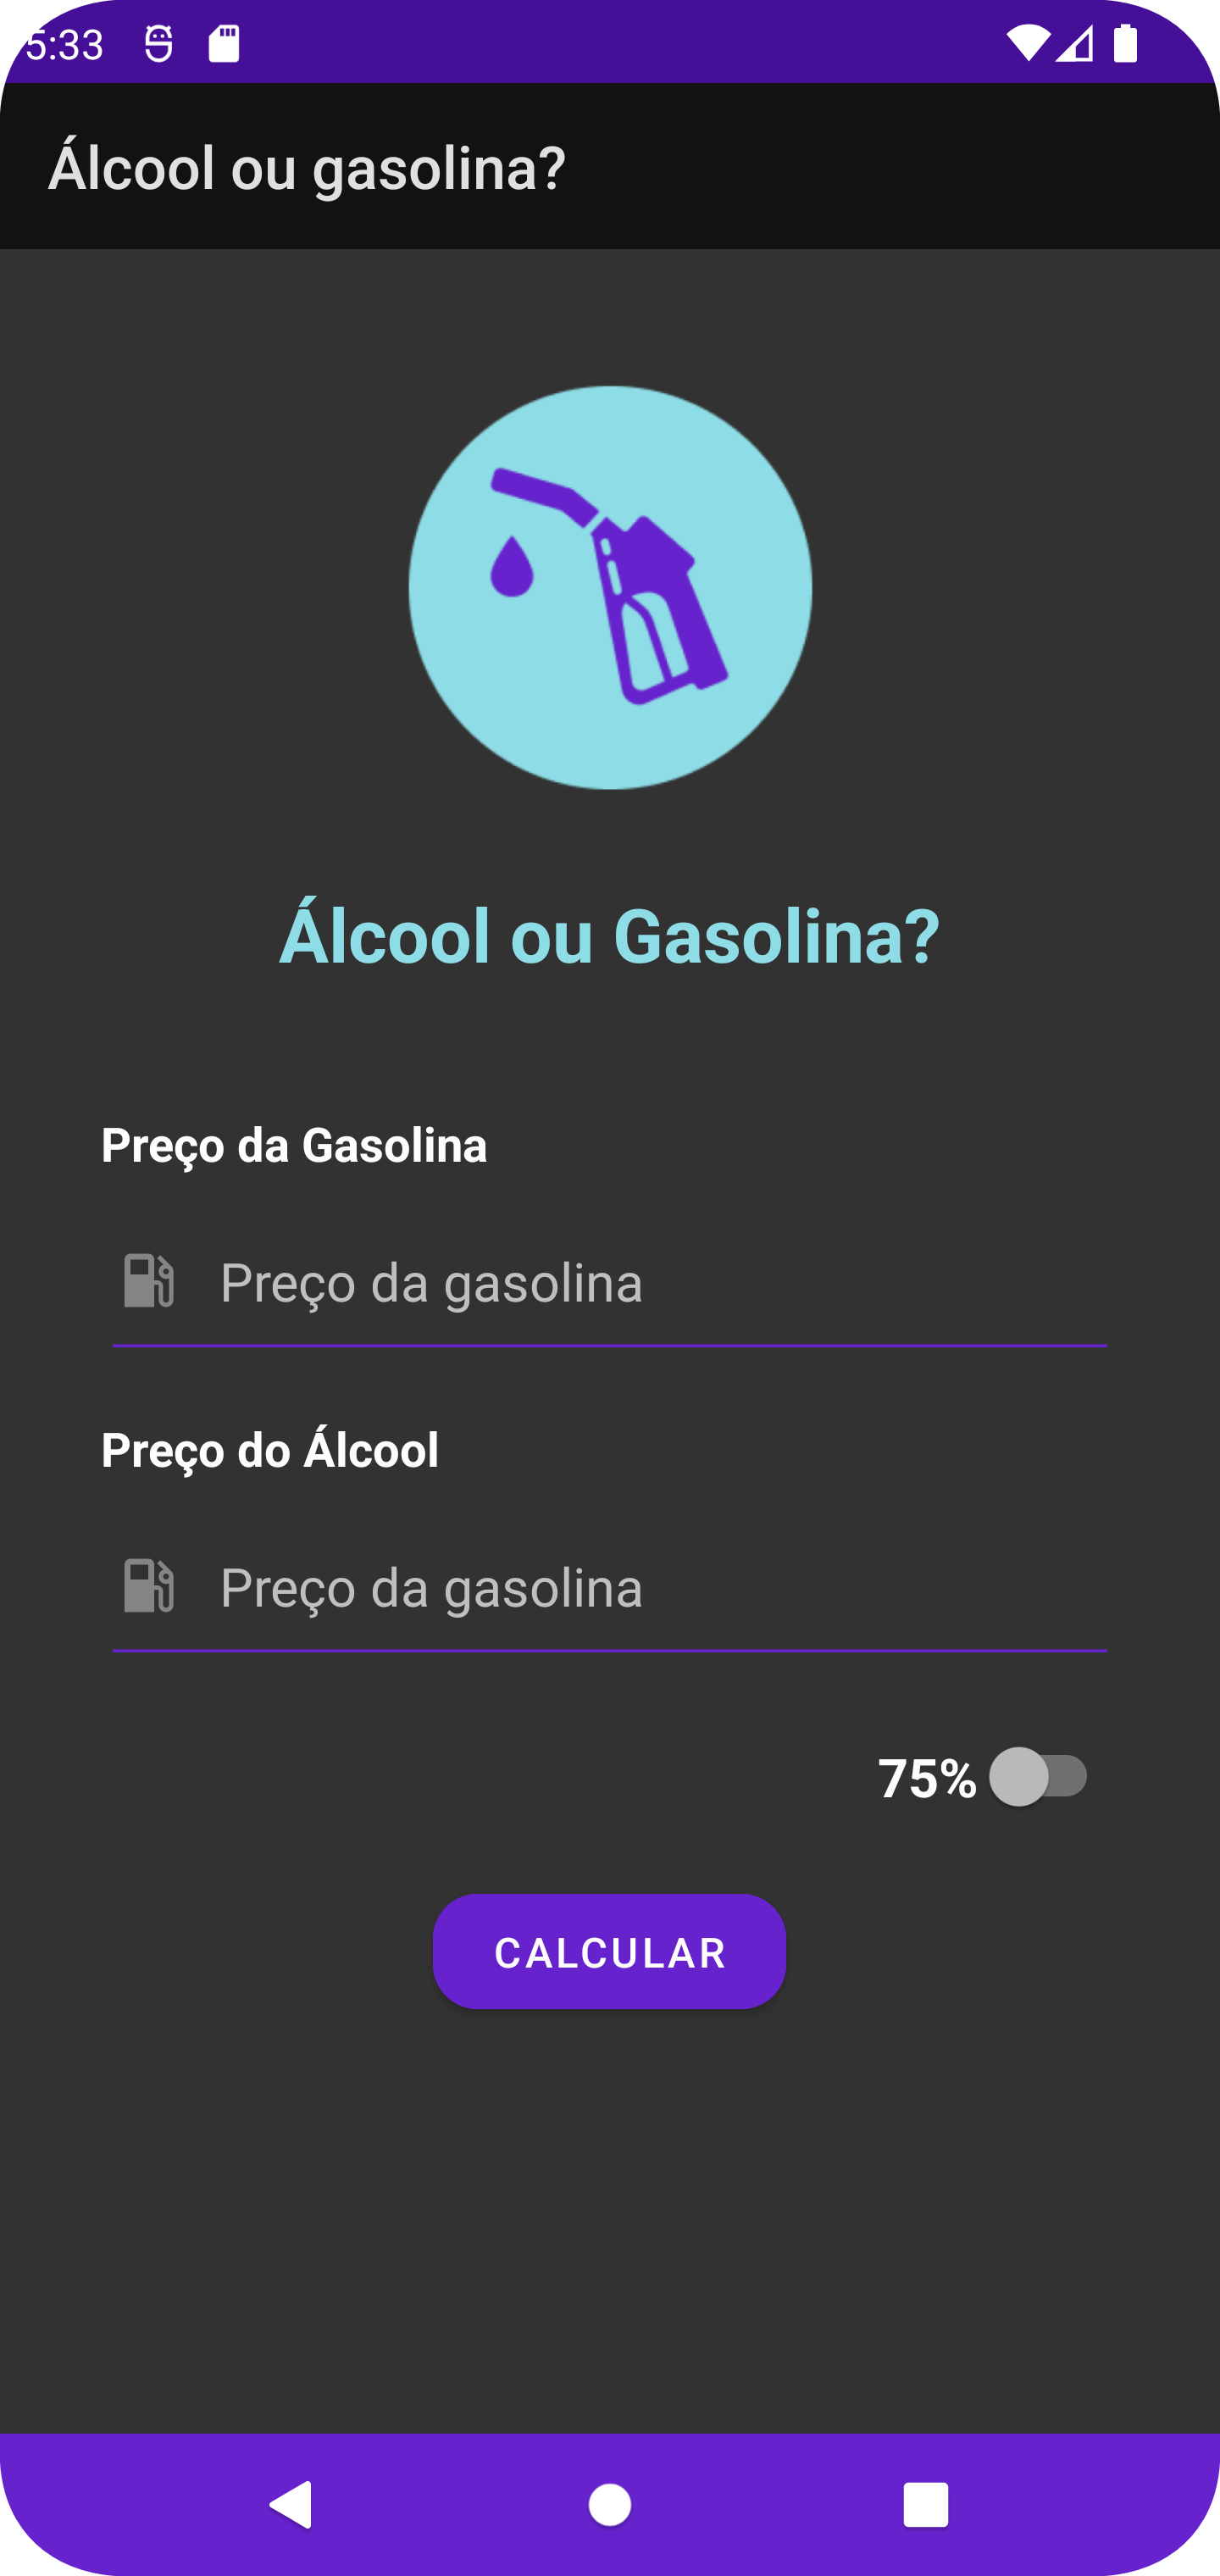 5:33
Álcool ou gasolina?
Álcool ou Gasolina?
Preço da Gasolina
Preço da gasolina
Preço do Álcool
Preço da gasolina
75%
CALCULAR